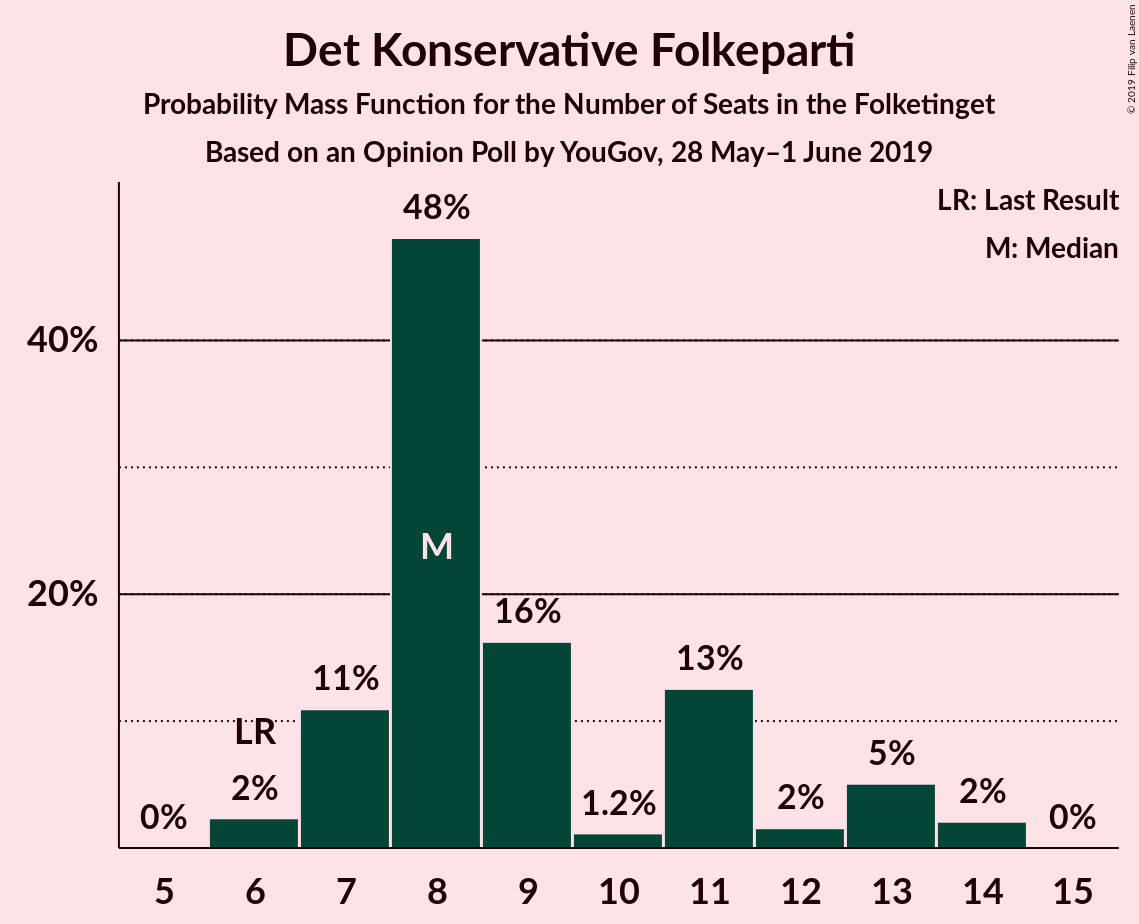 Det Konservative Folkeparti
Probability Mass Function for the Number of Seats in the Folketinget
Based on an Opinion Poll by YouGov, 28 May–1 June 2019
© 2019 Filip van Laenen
LR: Last Result
M: Median
40%
20%
0%
LR
2%
11%
48%
M
16%
1.2%
13%
2%
5%
2%
0%
5 6 7 8 9 10 11 12 13 14 15